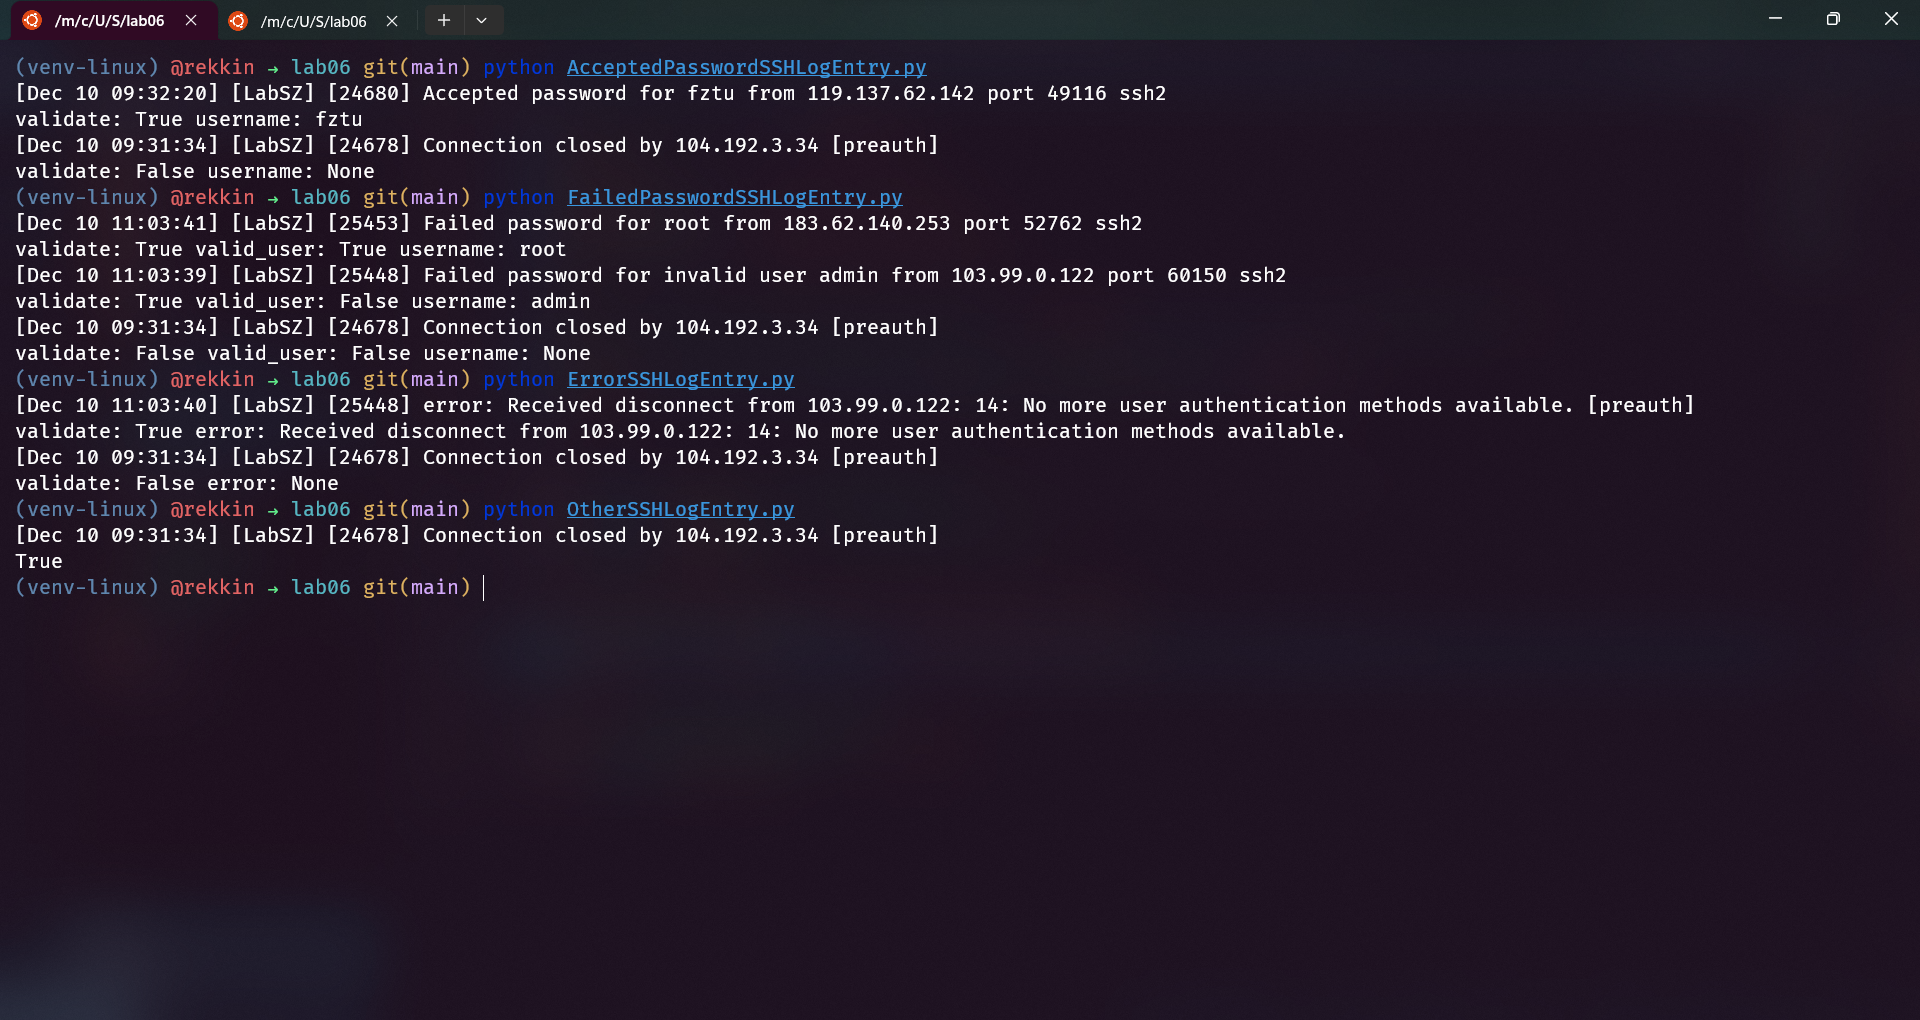 /m/c/U/S/lab06
/m/c/U/S/lab06
(venv-linux) @rekkin → lab06 git(main) python AcceptedPasswordSSHLogEntry.py
[Dec 10 09:32:20] [LabSZ] [24680] Accepted password for fztu from 119.137.62.142 port 49116 ssh2
validate: True username: fztu
[Dec 10 09:31:34] [LabSZ] [24678] Connection closed by 104.192.3.34 [preauth]
validate: False username: None
(venv-linux) @rekkin → lab06 git(main) python FailedPasswordSSHLogEntry.py
[Dec 10 11:03:41] [LabSZ] [25453] Failed password for root from 183.62.140.253 port 52762 ssh2
validate: True valid_user: True username: root
[Dec 10 11:03:39] [LabSZ] [25448] Failed password for invalid user admin from 103.99.0.122 port 60150 ssh2
validate: True valid_user: False username: admin
[Dec 10 09:31:34] [LabSZ] [24678] Connection closed by 104.192.3.34 [preauth]
validate: False valid_user: False username: None
(venv-linux) @rekkin → lab06 git(main) python ErrorSSHLogEntry.py
[Dec 10 11:03:40] [LabSZ] [25448] error: Received disconnect from 103.99.0.122: 14: No more user authentication methods available. [preauth]
validate: True error: Received disconnect from 103.99.0.122: 14: No more user authentication methods available.
[Dec 10 09:31:34] [LabSZ] [24678] Connection closed by 104.192.3.34 [preauth]
validate: False error: None
(venv-linux) @rekkin → lab06 git(main) python OtherSSHLogEntry.py
[Dec 10 09:31:34] [LabSZ] [24678] Connection closed by 104.192.3.34 [preauth]
True
(venv-linux) @rekkin → lab06 git(main)